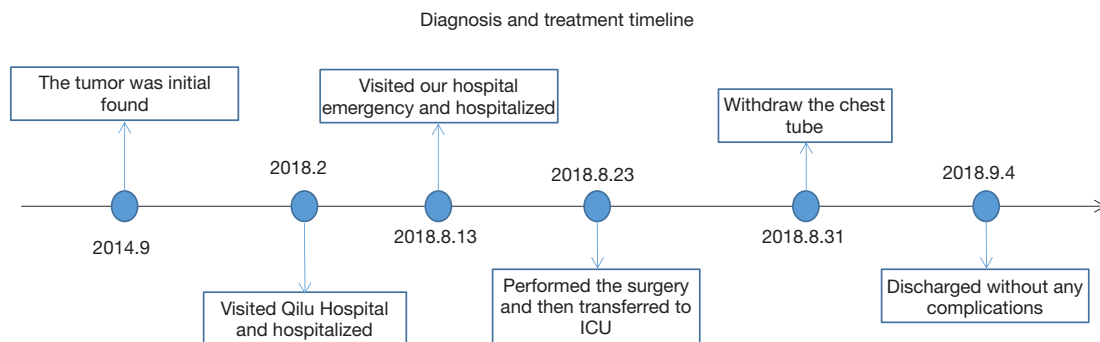 Diagnosis and treatment timeline
The tumor was initial
found
2014.9
2018.2
Visited Qilu Hospital
and hospitalized
Visited our hospital
emergency and hospitalized
2018.8.13
2018.8.23
Performed the surgery
and then transferred to
ICU
Withdraw the chest
tube
2018.8.31
2018.9.4
Discharged without any
complications